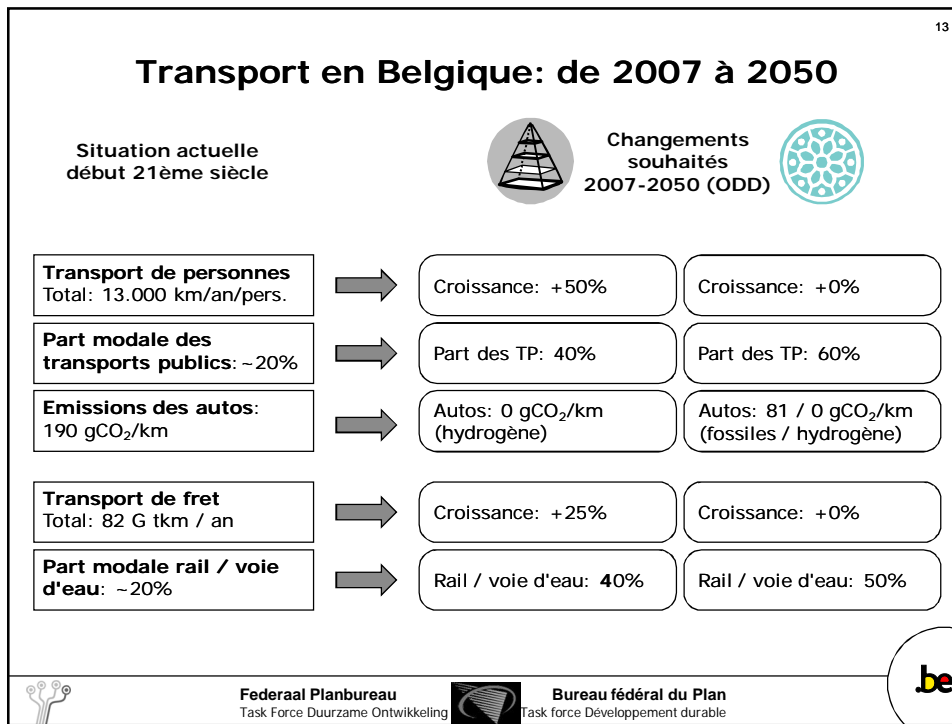 13
Transport en Belgique: de 2007 à 2050
Situation actuelle
début 21ème siècle
Changements
souhaités
2007-2050 (ODD)
Transport de personnes
Total: 13.000 km/an/pers.
Croissance: +50%
Croissance: +0%
Part modale des
transports publics: ~20%
Part des TP: 40%
Part des TP: 60%
Emissions des autos:
190 gCO₂/km
Autos: 0 gCO₂/km
(hydrogène)
Autos: 81 / 0 gCO₂/km
(fossiles / hydrogène)
Transport de fret
Total: 82 G tkm / an
Croissance: +25%
Croissance: +0%
Part modale rail / voie
d'eau: ~20%
Rail / voie d'eau: 40%
Rail / voie d'eau: 50%
Federaal Planbureau
Task Force Duurzame Ontwikkeling
Bureau fédéral du Plan
Task force Développement durable
.be